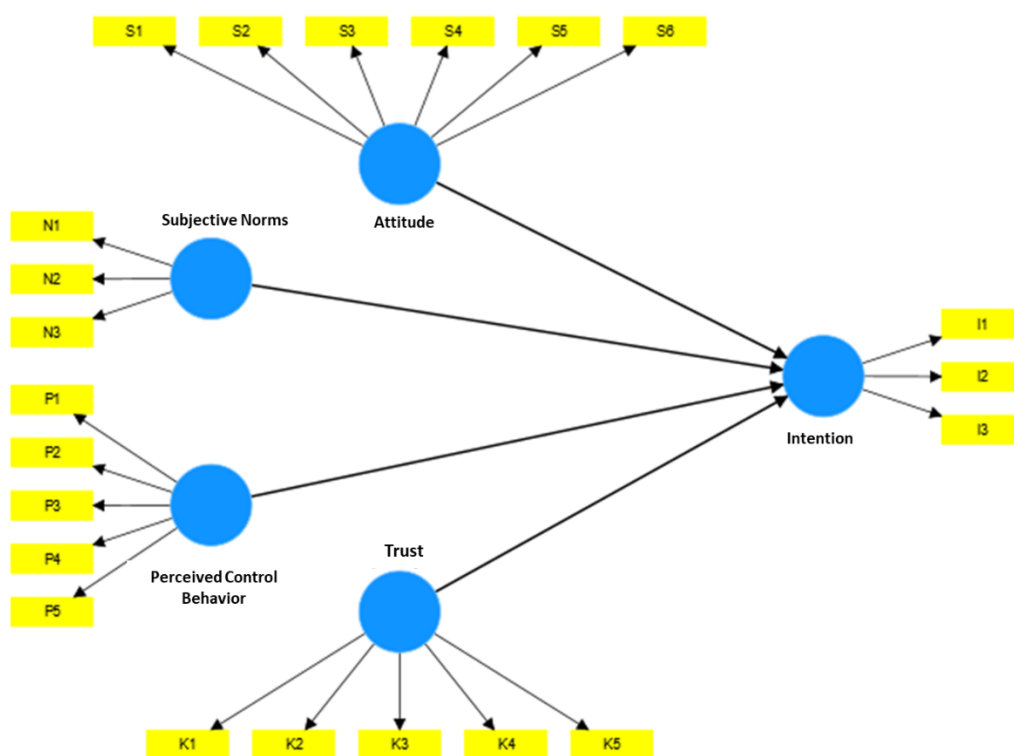 S1
S2
S3
S4
S5
S6
Attitude
Subjective Norms
N1
N2
N3
I1
I2
I3
Intention
P1
P2
P3
P4
P5
Perceived Control
Behavior
Trust
K1
K2
K3
K4
K5